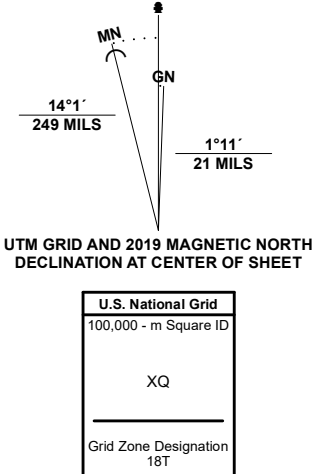 MN
GN
14°1´
249 MILS
1°11´
21 MILS
UTM GRID AND 2019 MAGNETIC NORTH
DECLINATION AT CENTER OF SHEET
U.S. National Grid
100,000 - m Square ID
XQ
Grid Zone Designation
18T